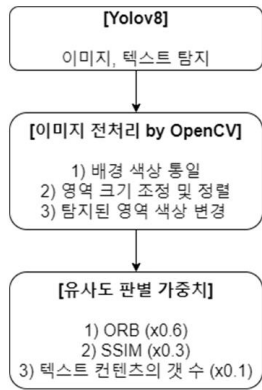 [Yolov8]
이미지, 텍스트 탐지
[이미지 전처리 by OpenCV]
1) 배경 색상 통일
2) 영역 크기 조정 및 정렬
3) 탐지된 영역 색상 변경
[유사도 판별 가중치]
1) ORB (x0.6)
2) SSIM (x0.3)
3) 텍스트 컨텐츠의 갯 수 (x0.1)